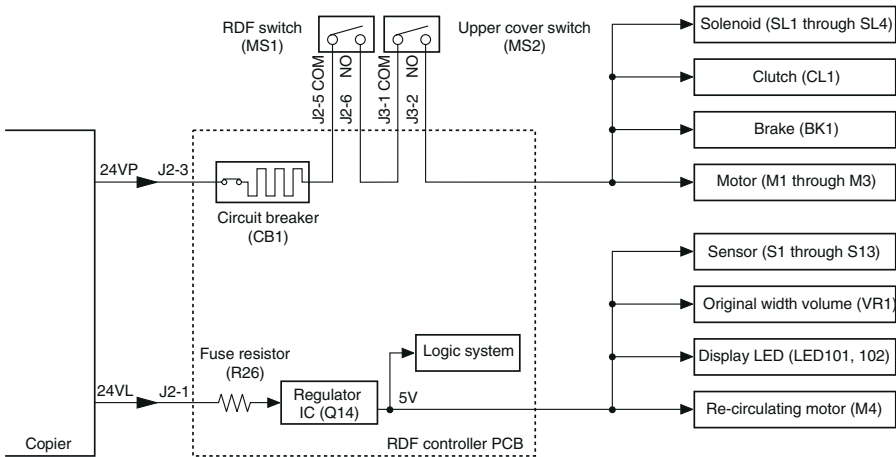 RDF switch
(MS1)
Upper cover switch
(MS2)
J2-5 COM
J2-6 NO
J3-1 COM
J3-2 NO
Solenoid (SL1 through SL4)
Clutch (CL1)
Brake (BK1)
24VP
J2-3
Motor (M1 through M3)
Circuit breaker
(CB1)
Sensor (S1 through S13)
Original width volume (VR1)
Fuse resistor
(R26)
Logic system
Display LED (LED101, 102)
24VL
J2-1
Regulator
IC (Q14)
5V
Re-circulating motor (M4)
Copier
RDF controller PCB